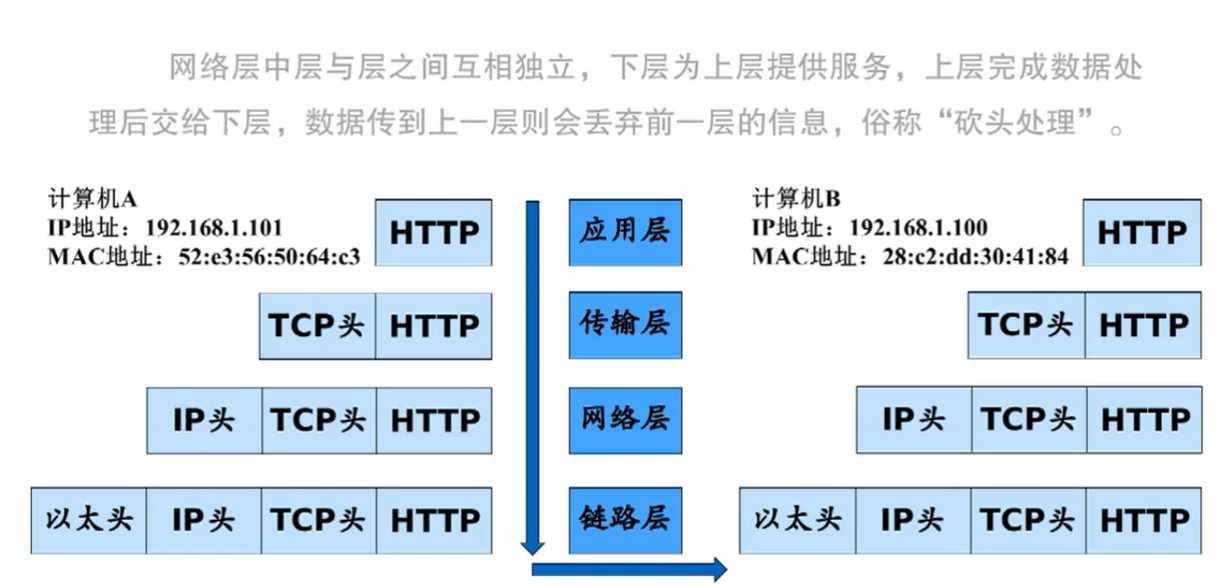 网络层中层与层之间互相独立，下层为上层提供服务，上层完成数据处
理后交给下层，数据传到上一层则会丢弃前一层的信息，俗称“砍头处理”。
计算机A
IP地址：192.168.1.101
MAC地址：52:e3:56:50:64:c3
HTTP
应用层
计算机B
IP地址：192.168.1.100
MAC地址：28:c2:dd:30:41:84
HTTP
TCP头 HTTP
传输层
TCP头 HTTP
IP头 TCP头 HTTP
网络层
IP头 TCP头 HTTP
以太头 IP头 TCP头 HTTP
链路层
以太头 IP头 TCP头 HTTP